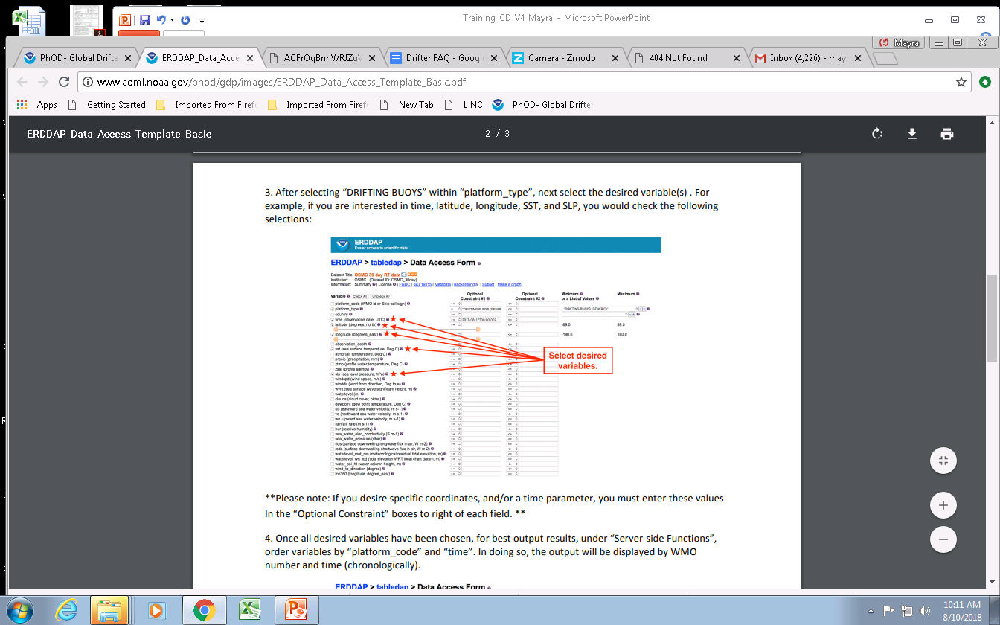 Training_CD_V4_Mayra - Microsoft PowerPoint
Mayra
PhOD- Global Drifte
ERDDAP_Data_Acce
ACFrOgBnnWRJZuV
Drifter FAQ - Google
Camera - Zmodo
404 Not Found
Inbox (4,226) - mayr
www.aoml.noaa.gov/phod/gdp/images/ERDDAP_Data_Access_Template_Basic.pdf
Apps
Getting Started
Imported From Firefo
Imported From Firefo
New Tab
LiNC
PhOD- Global Drifter
ERDDAP_Data_Access_Template_Basic
2 / 3
3. After selecting “DRIFTING BUOYS” within “platform_type”, next select the desired variable(s) . For
example, if you are interested in time, latitude, longitude, SST, and SLP, you would check the following
selections:
ERDDAP
Easier access to scientific data
ERDDAP > tabledap > Data Access Form
Dataset Title: OSMC 30 day RT data
Institution: OSMC (Dataset ID: OSMC_30day)
Information: Summary | License | FGDC | ISO 19115 | Metadata | Background | Subset | Make a graph
Variable Check All Uncheck All
Optional Constraint #1
Optional Constraint #2
Minimum or a List of Values
Maximum
platform_code (WMO id or Ship call sign) >= <=
platform_type = "DRIFTING BUOYS (GENER <= "DRIFTING BUOYS (GENERIC)"
country >= <=
time (observation date, UTC) >= 2017-08-17T00:00:00Z <=
latitude (degrees_north) >= <= -89.0 89.0
longitude (degrees_east) >= <= -180.0 180.0
observation_depth >= <=
sst (sea surface temperature, Deg C) >= <=
atmp (air temperature, Deg C) >= <=
precip (precipitation, mm) >= <=
ztmp (profile water temperature, Deg C) >= <=
zsal (profile salinity) >= <=
slp (sea level pressure, hPa) >= <=
windspd (wind speed, m/s) >= <=
winddir (wind from direction, Deg true) >= <=
wvht (sea surface wave significant height, m) >= <=
waterlevel (m) >= <=
clouds (cloud cover, oktas) >= <=
dewpoint (dew point temperature, Deg C) >= <=
uo (eastward sea water velocity, m s-1) >= <=
vo (northward sea water velocity, m s-1) >= <=
wo (upward sea water velocity, m s-1) >= <=
rainfall_rate (m s-1) >= <=
hur (relative humidity) >= <=
sea_water_elec_conductivity (S m-1) >= <=
sea_water_pressure (dbar) >= <=
rlds (surface downwelling longwave flux in air, W m-2) >= <=
rsds (surface downwelling shortwave flux in air, W m-2) >= <=
waterlevel_met_res (meteorological residual tidal elevation, m) >= <=
waterlevel_wrt_lcd (tidal elevation WRT local chart datum, m) >= <=
water_col_ht (water column height, m) >= <=
wind_to_direction (degree) >= <=
lon360 (longitude, degree_east) >= <=
Select desired
variables.
**Please note: If you desire specific coordinates, and/or a time parameter, you must enter these values
In the “Optional Constraint” boxes to right of each field. **
4. Once all desired variables have been chosen, for best output results, under “Server-side Functions”,
order variables by “platform_code” and “time”. In doing so, the output will be displayed by WMO
number and time (chronologically).
ERDDAP > tabledap > Data Access Form
10:11 AM
8/10/2018